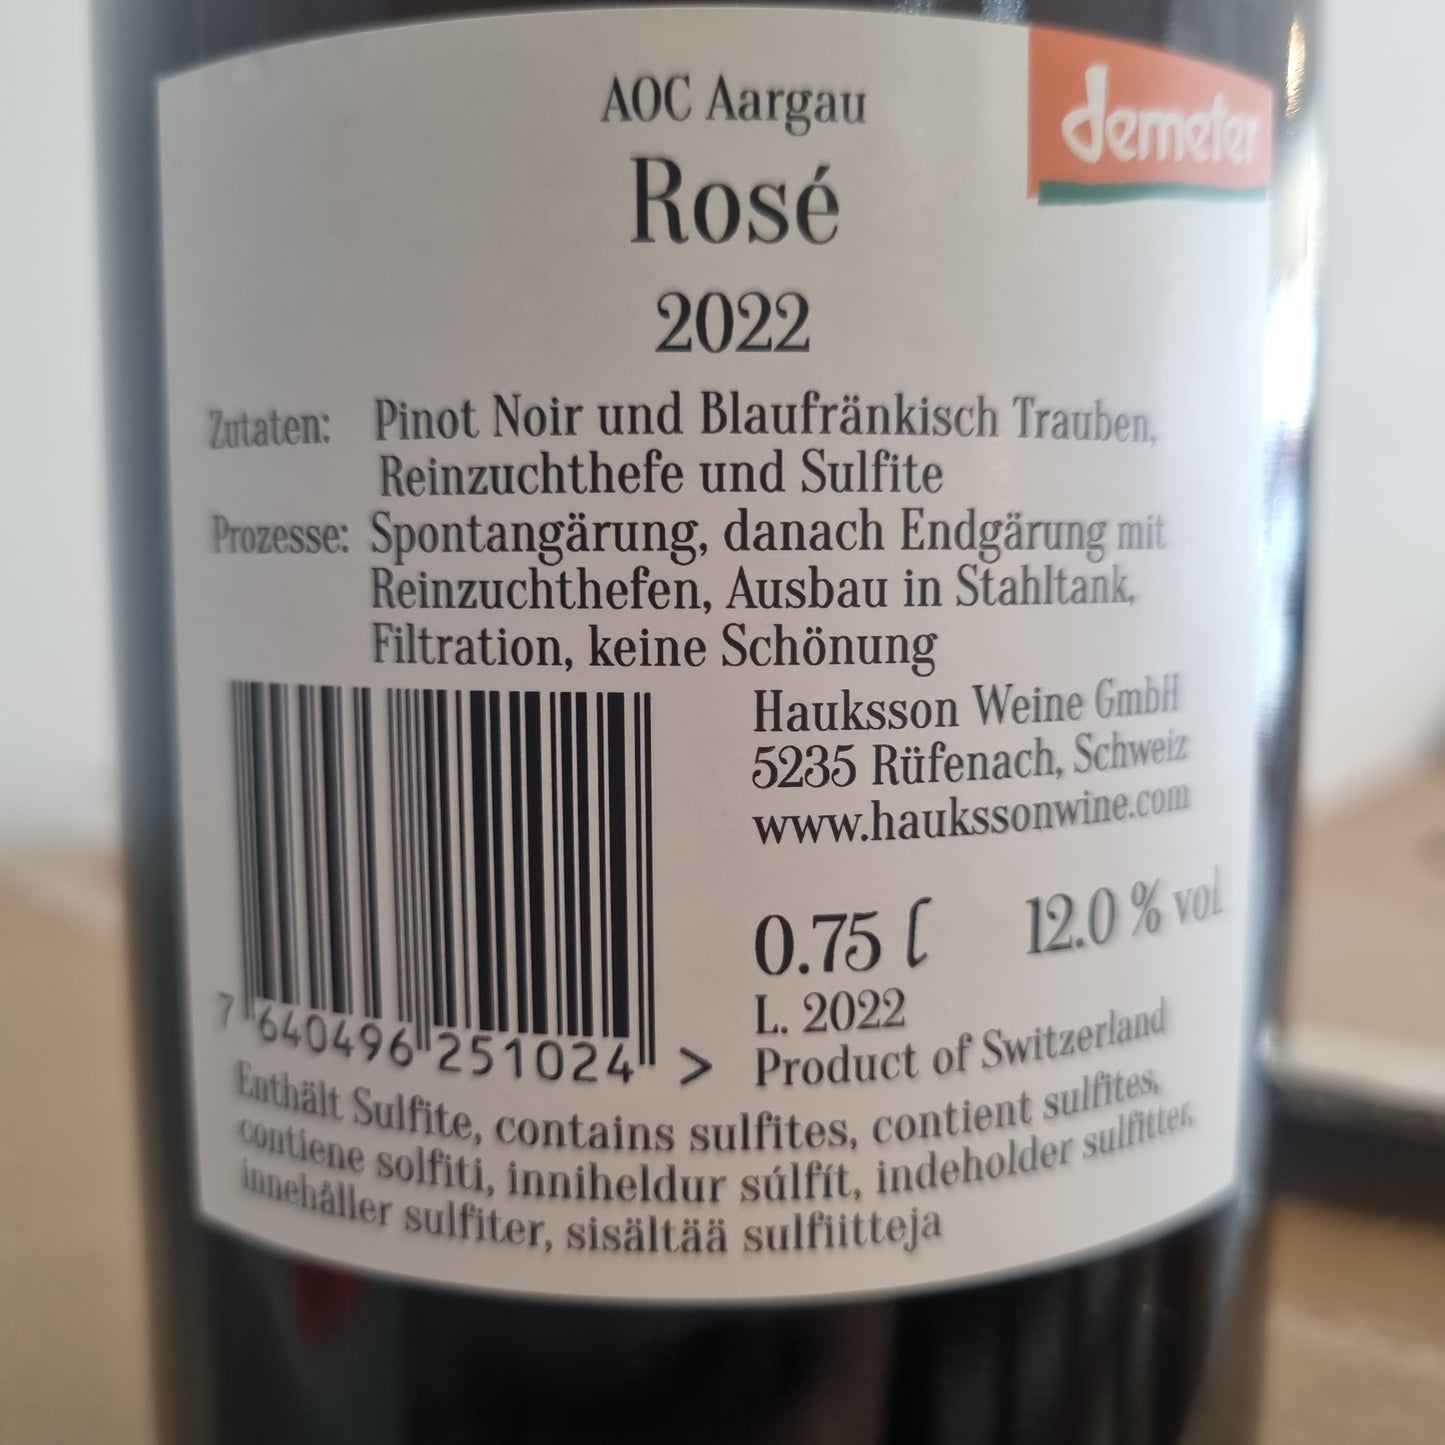 demeter
AOC Aargau
Rosé
2022
Zutaten: Pinot Noir und Blaufränkisch Trauben,
Reinzuchthefe und Sulfite
Prozesse: Spontangärung, danach Endgärung mit
Reinzuchthefen, Ausbau in Stahltank,
Filtration, keine Schönung
Hauksson Weine GmbH
5235 Rüfenach, Schweiz
www.haukssonwine.com
0.75 l 12.0 % vol.
L. 2022
Product of Switzerland
7 640496 251024 >
Enthält Sulfite, contains sulfites, contient sulfites,
contiene solfiti, inniheldur súlfít, indeholder sulfitter,
innehåller sulfiter, sisältää sulfiitteja